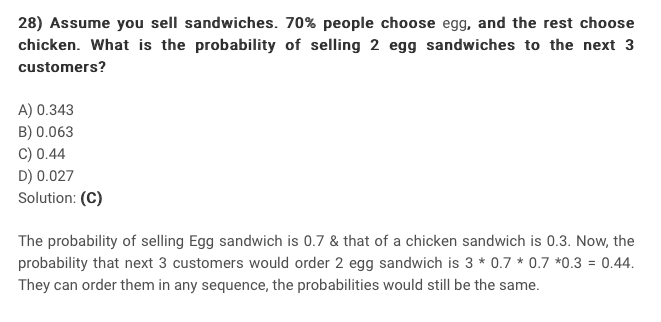 28) Assume you sell sandwiches. 70% people choose egg, and the rest choose
chicken. What is the probability of selling 2 egg sandwiches to the next 3
customers?
A) 0.343
B) 0.063
C) 0.44
D) 0.027
Solution: (C)
The probability of selling Egg sandwich is 0.7 & that of a chicken sandwich is 0.3. Now, the
probability that next 3 customers would order 2 egg sandwich is 3 * 0.7 * 0.7 *0.3 = 0.44.
They can order them in any sequence, the probabilities would still be the same.